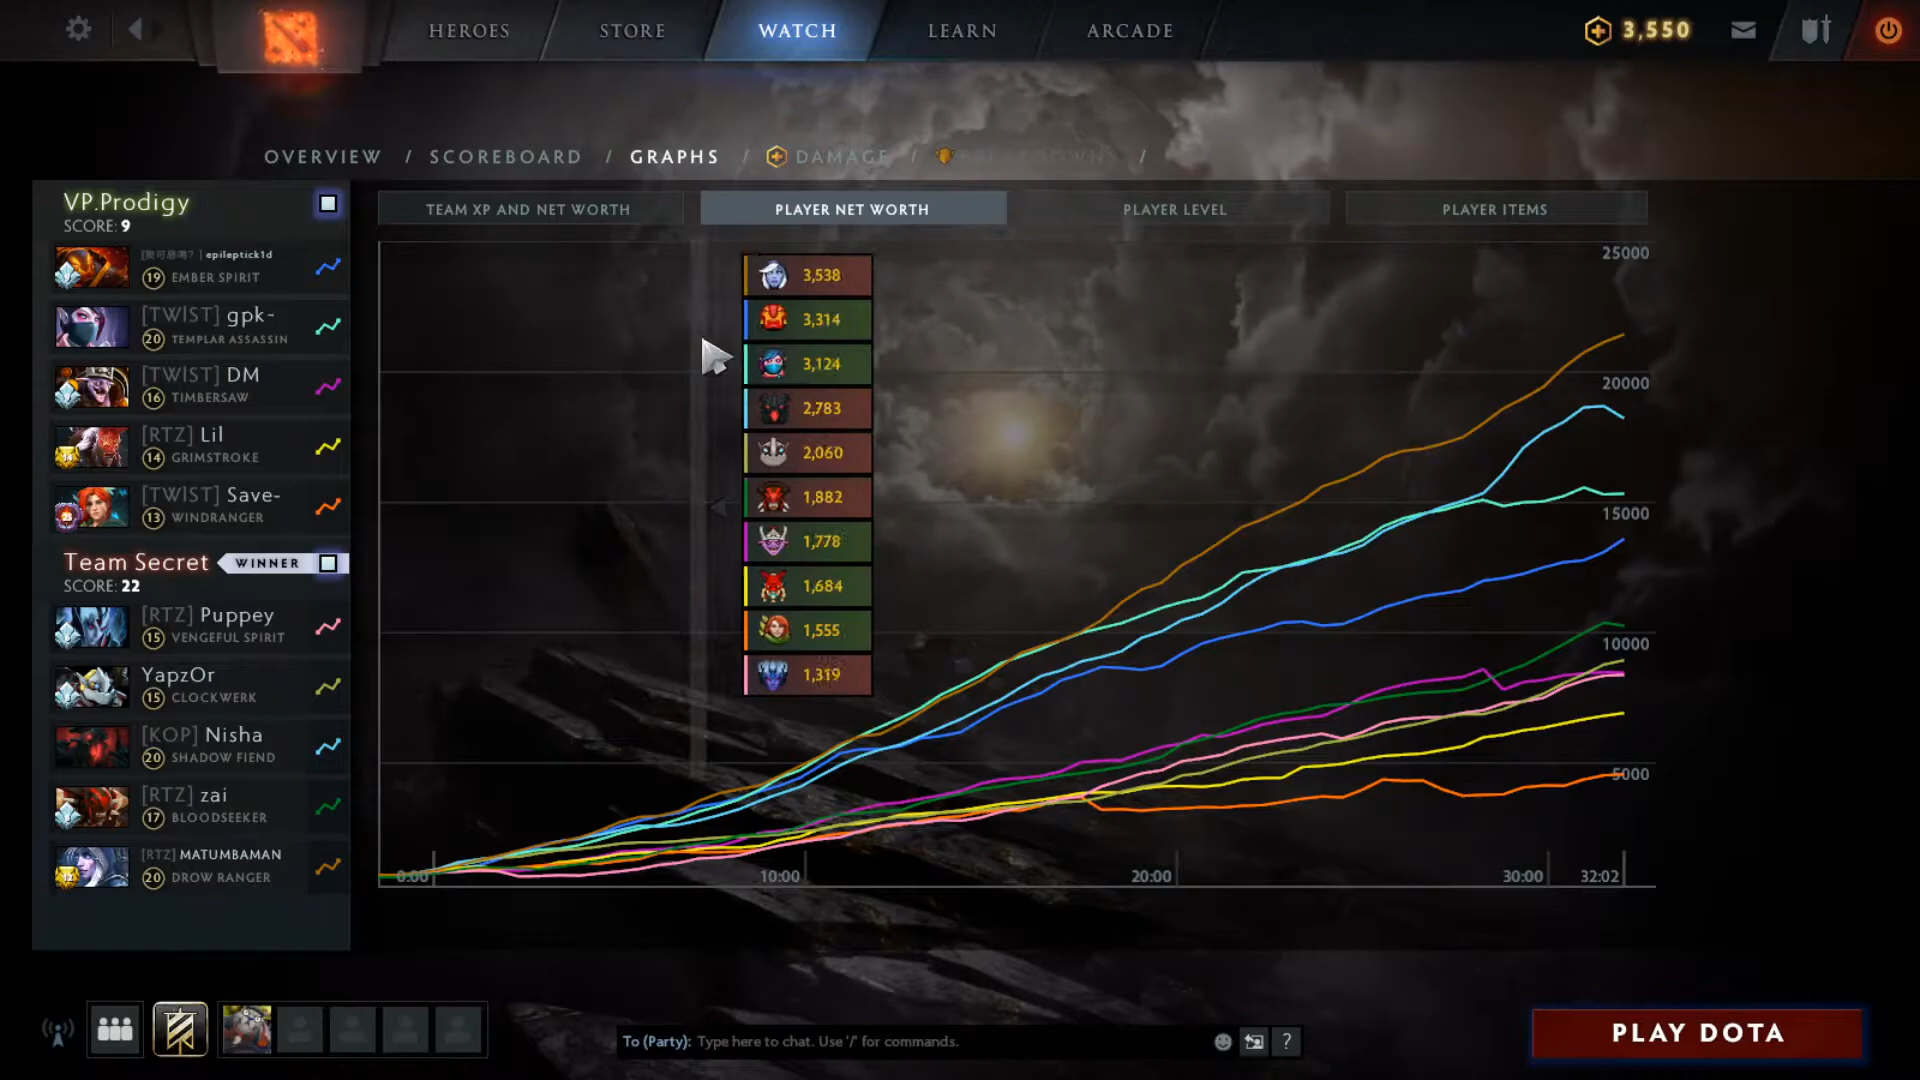 HEROES
STORE
WATCH
LEARN
ARCADE
3,550
OVERVIEW / SCOREBOARD / GRAPHS / DAMAGE / /
VP.Prodigy
SCORE: 9
epileptick1d
19 EMBER SPIRIT
[TWIST] gpk-
20 TEMPLAR ASSASSIN
[TWIST] DM
16 TIMBERSAW
[RTZ] Lil
14 GRIMSTROKE
[TWIST] Save-
13 WINDRANGER
Team Secret WINNER
SCORE: 22
[RTZ] Puppey
15 VENGEFUL SPIRIT
YapzOr
15 CLOCKWERK
[KOP] Nisha
20 SHADOW FIEND
[RTZ] zai
17 BLOODSEEKER
[RTZ] MATUMBAMAN
20 DROW RANGER
TEAM XP AND NET WORTH
PLAYER NET WORTH
PLAYER LEVEL
PLAYER ITEMS
3,538
3,314
3,124
2,783
2,060
1,882
1,778
1,684
1,555
1,319
25000
20000
15000
10000
5000
0:00
10:00
20:00
30:00
32:02
To (Party): Type here to chat. Use '/' for commands.
?
PLAY DOTA